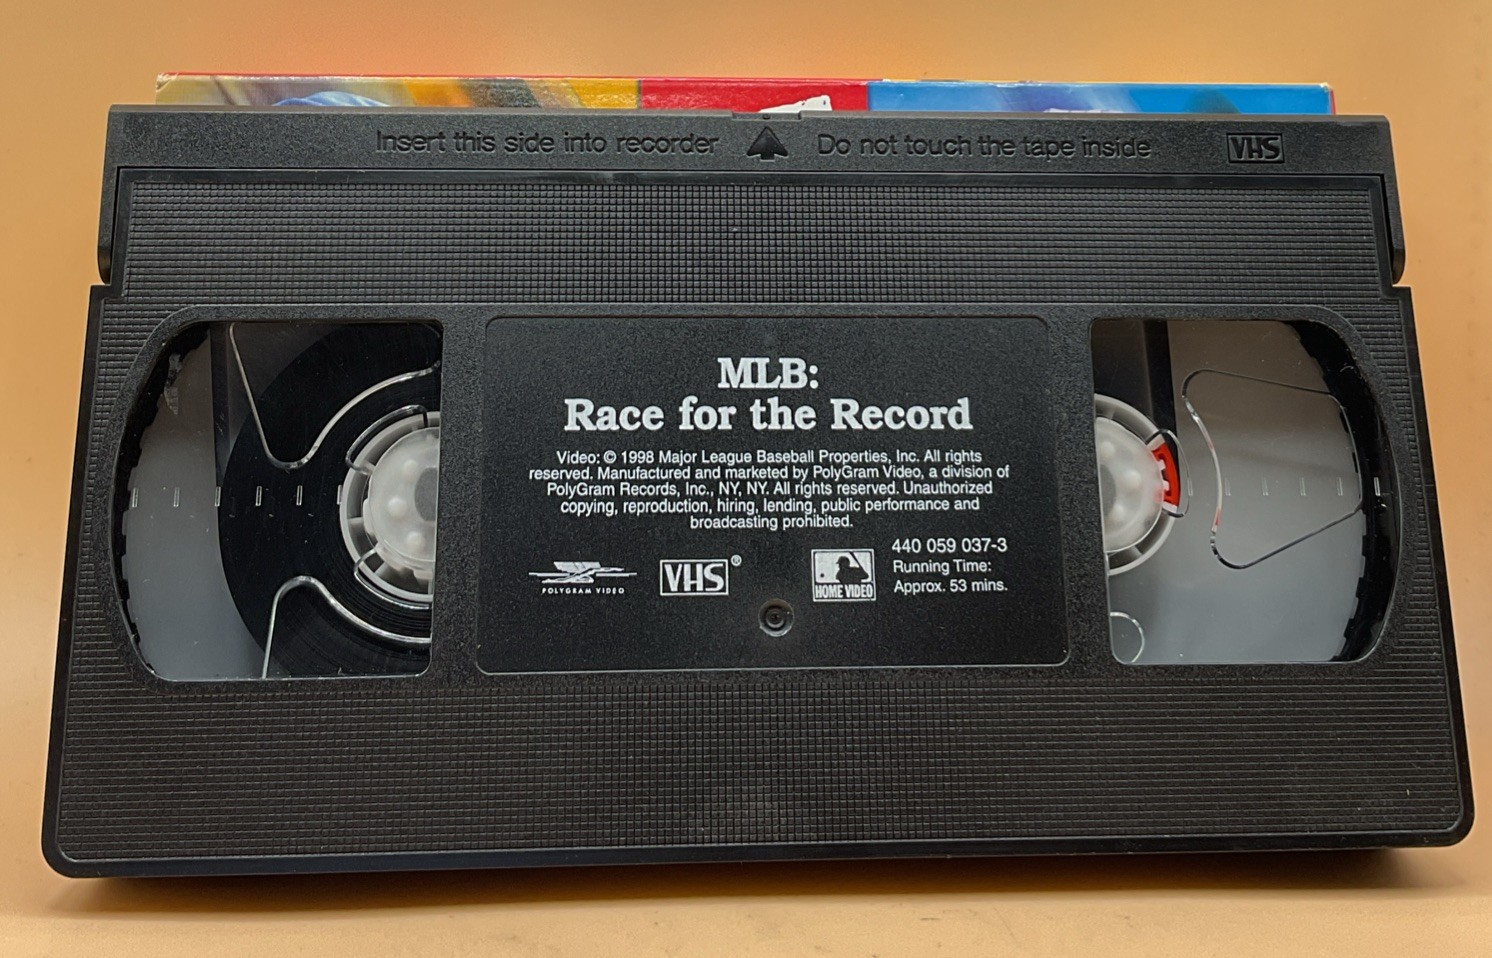 Insert this side into recorder Do not touch the tape inside VHS
MLB:
Race for the Record
Video: © 1998 Major League Baseball Properties, Inc. All rights
reserved. Manufactured and marketed by PolyGram Video, a division of
PolyGram Records, Inc., NY, NY. All rights reserved. Unauthorized
copying, reproduction, hiring, lending, public performance and
broadcasting prohibited.
POLYGRAM VIDEO
VHS®
HOME VIDEO
440 059 037-3
Running Time:
Approx. 53 mins.